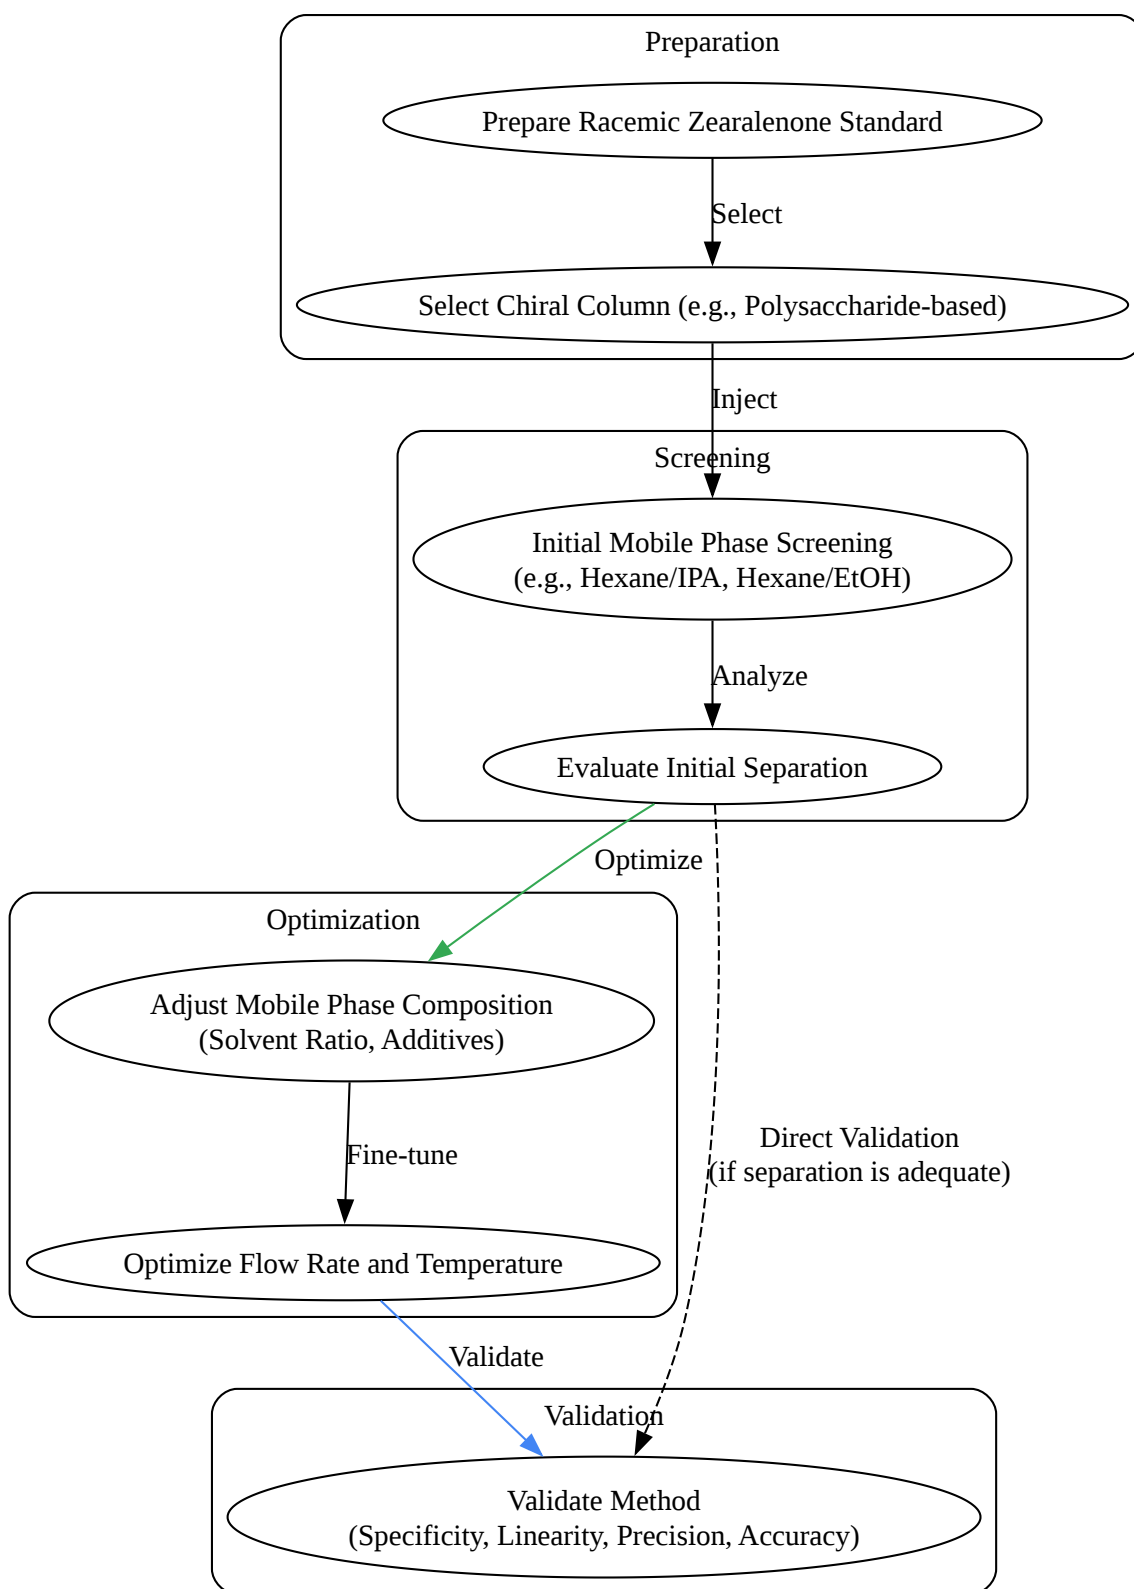 Preparation
Prepare Racemic Zearalenone Standard
Select
Select Chiral Column (e.g., Polysaccharide-based)
Inject
Screening
Initial Mobile Phase Screening
(e.g., Hexane/IPA, Hexane/EtOH)
Analyze
Evaluate Initial Separation
Optimize
Optimization
Adjust Mobile Phase Composition
(Solvent Ratio, Additives)
Fine-tune
Direct Validation
(if separation is adequate)
Optimize Flow Rate and Temperature
Validate
Validation
Validate Method
(Specificity, Linearity, Precision, Accuracy)